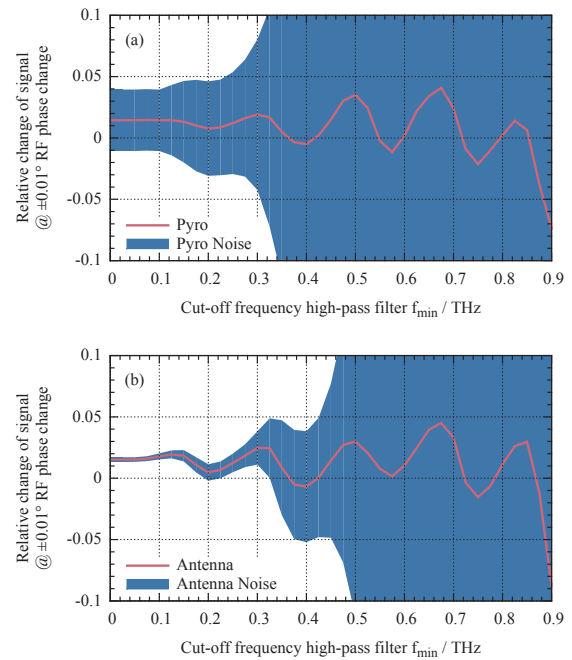 (a)
0.1
0.05
0
-0.05
-0.1
Relative change of signal
@ ±0.01° RF phase change
Pyro
Pyro Noise
0 0.1 0.2 0.3 0.4 0.5 0.6 0.7 0.8 0.9
Cut-off frequency high-pass filter fmin / THz
(b)
0.1
0.05
0
-0.05
-0.1
Relative change of signal
@ ±0.01° RF phase change
Antenna
Antenna Noise
0 0.1 0.2 0.3 0.4 0.5 0.6 0.7 0.8 0.9
Cut-off frequency high-pass filter fmin / THz